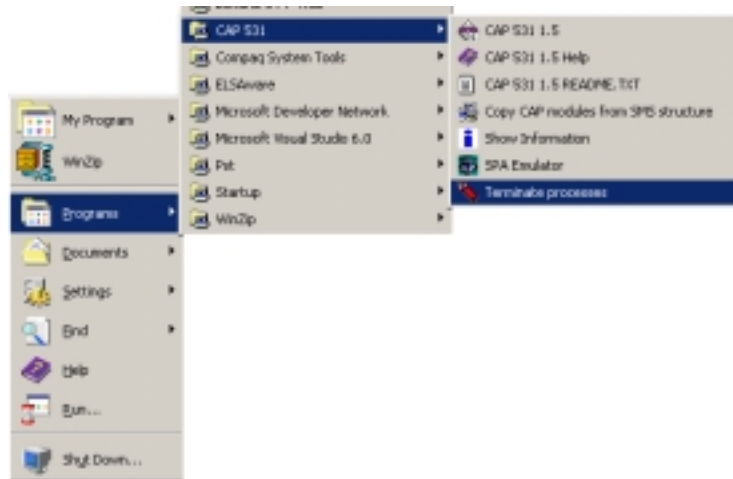 My Program
WinZip
Programs
Documents
Settings
Find
Help
Run...
Shut Down...
CAP 531
Compaq System Tools
ELSAware
Microsoft Developer Network
Microsoft Visual Studio 6.0
Pst
Startup
WinZip
CAP 531 1.5
CAP 531 1.5 Help
CAP 531 1.5 README.TXT
Copy CAP modules from SMS structure
Show Information
SPA Emulator
Terminate processes